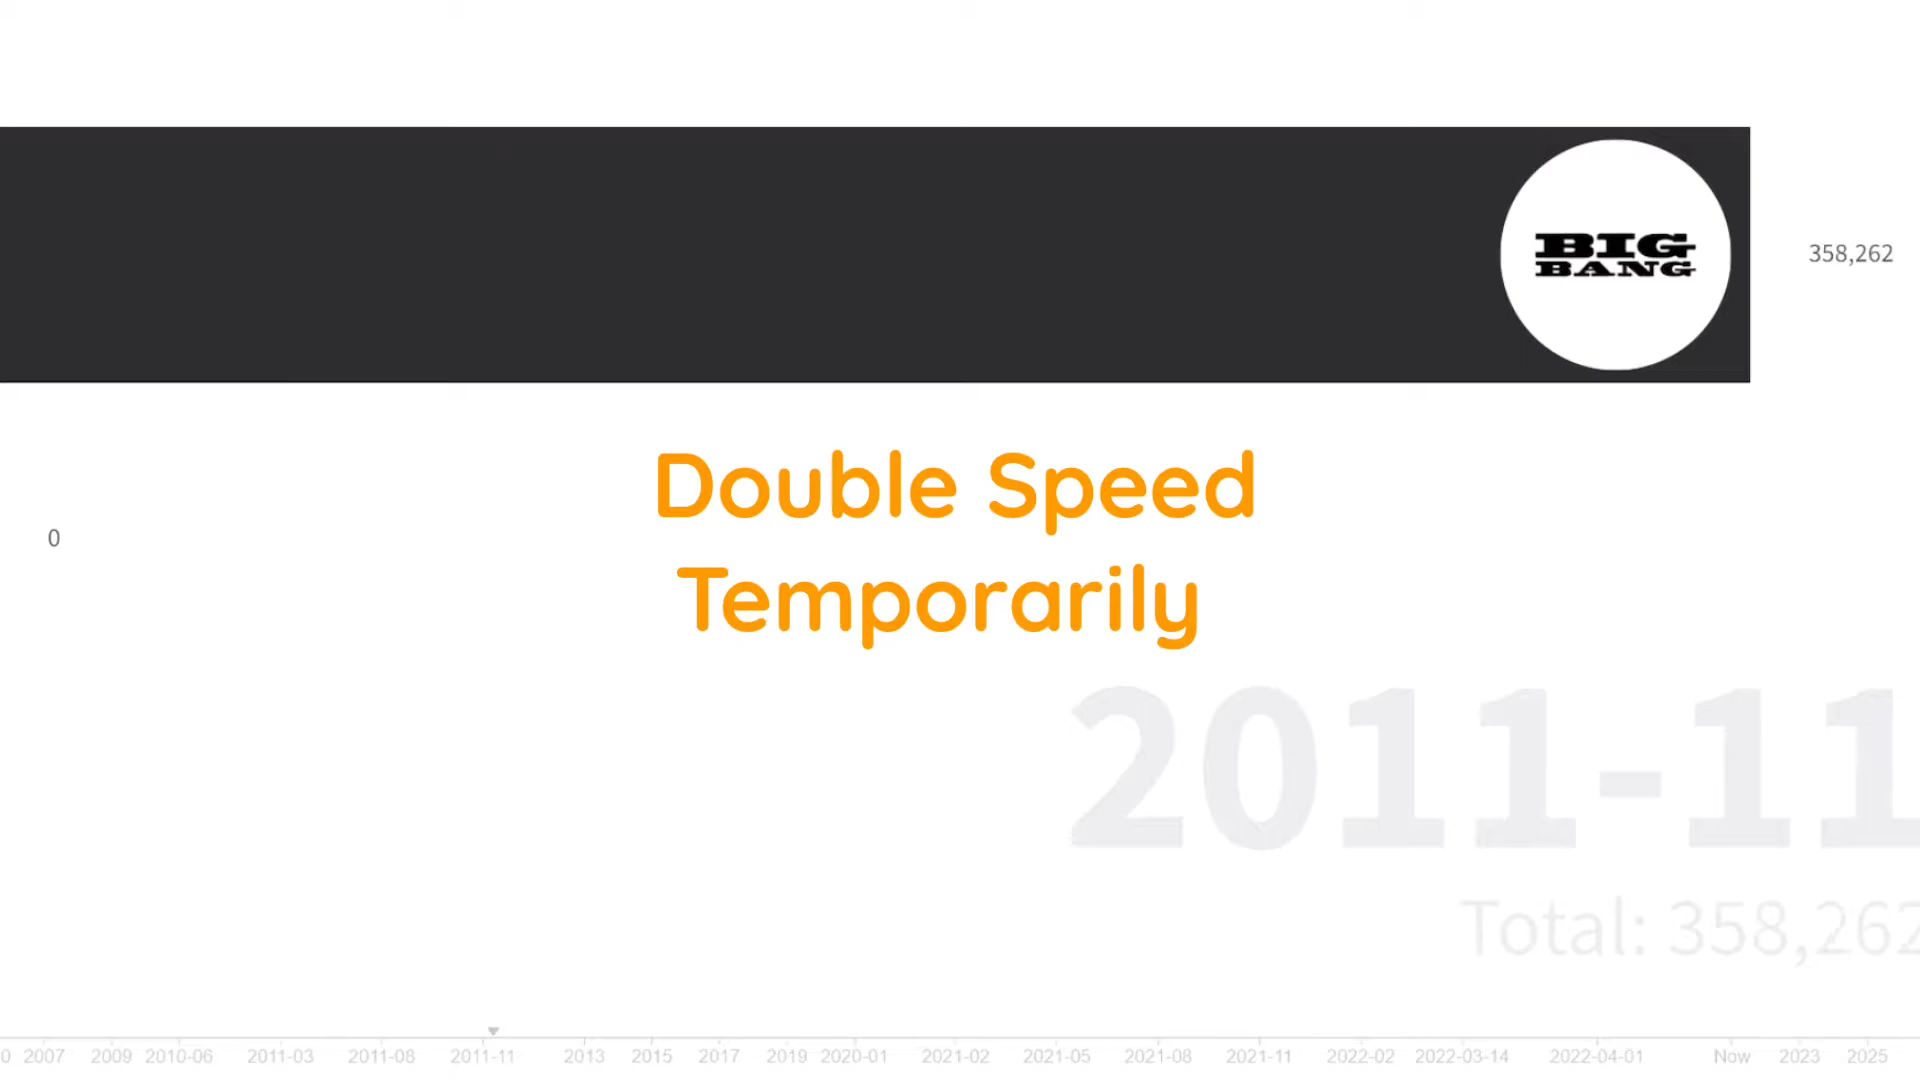 BIG
BANG
358,262
Double Speed
Temporarily
0
2011-11
Total: 358,262
0 2007 2009 2010-06 2011-03 2011-08 2011-11 2013 2015 2017 2019 2020-01 2021-02 2021-05 2021-08 2021-11 2022-02 2022-03-14 2022-04-01 Now 2023 2025